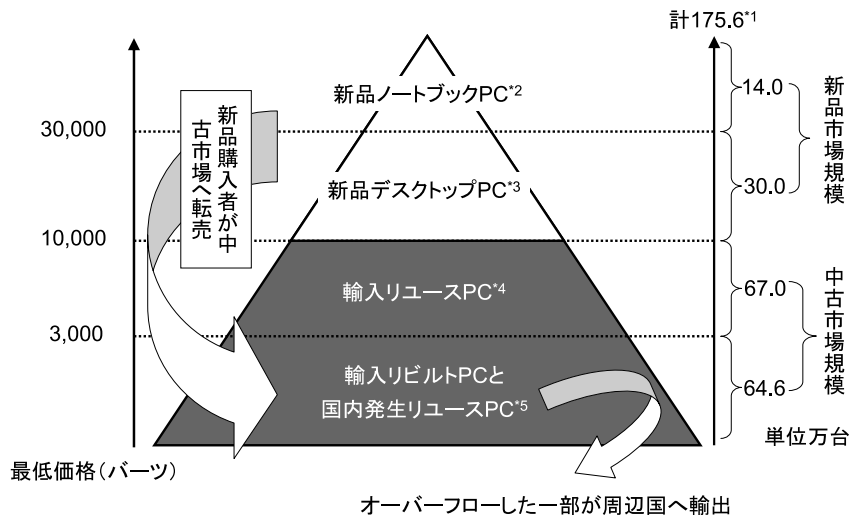 計175.6*1
新品ノートブックPC*2
14.0
新品市場規模
30,000
新品購入者が中
古市場へ転売
新品デスクトップPC*3
30.0
10,000
輸入リユースPC*4
67.0
中古市場規模
3,000
輸入リビルトPCと
国内発生リユースPC*5
64.6
単位万台
最低価格(バーツ)
オーバーフローした一部が周辺国へ輸出